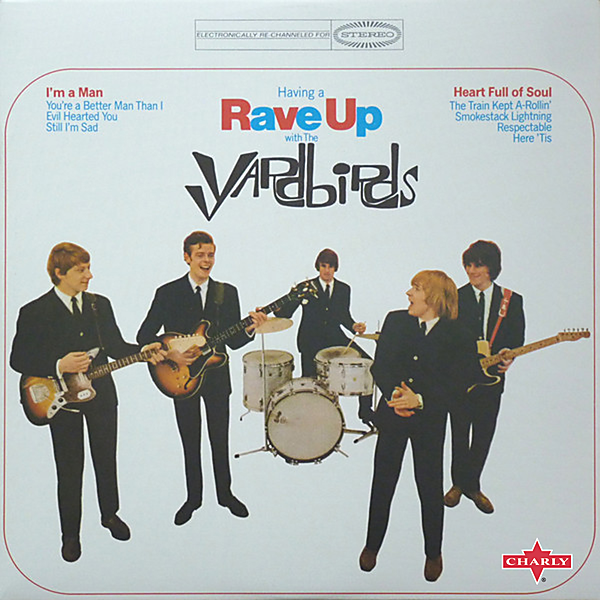 ELECTRONICALLY RE-CHANNELED FOR STEREO
I'm a Man
You're a Better Man Than I
Evil Hearted You
Still I'm Sad
Having a
Rave Up
with The
Yardbirds
Heart Full of Soul
The Train Kept A-Rollin'
Smokestack Lightning
Respectable
Here 'Tis
CHARLY
®